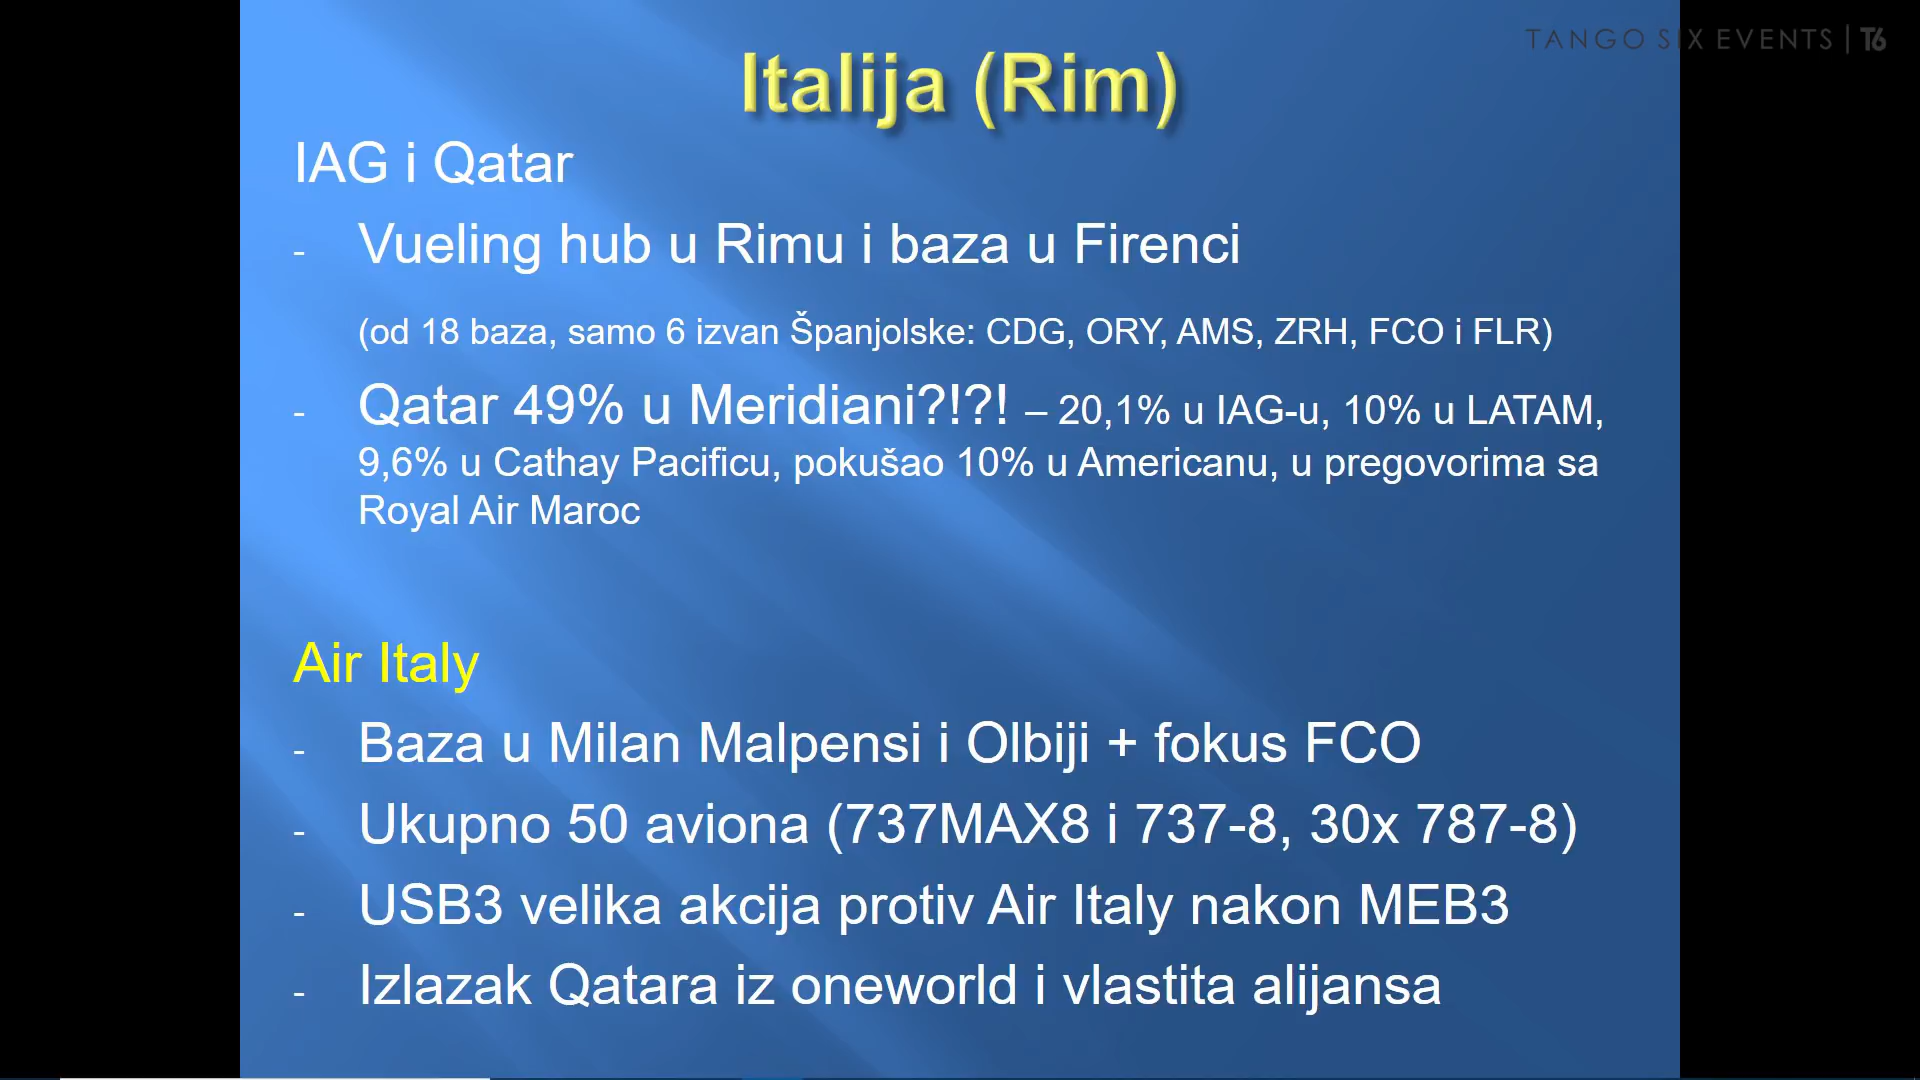 TANGO SIX EVENTS | T6
Italija (Rim)
IAG i Qatar
- Vueling hub u Rimu i baza u Firenci
(od 18 baza, samo 6 izvan Španjolske: CDG, ORY, AMS, ZRH, FCO i FLR)
- Qatar 49% u Meridiani?!?! – 20,1% u IAG-u, 10% u LATAM,
9,6% u Cathay Pacificu, pokušao 10% u Americanu, u pregovorima sa
Royal Air Maroc
Air Italy
- Baza u Milan Malpensi i Olbiji + fokus FCO
- Ukupno 50 aviona (737MAX8 i 737-8, 30x 787-8)
- USB3 velika akcija protiv Air Italy nakon MEB3
- Izlazak Qatara iz oneworld i vlastita alijansa